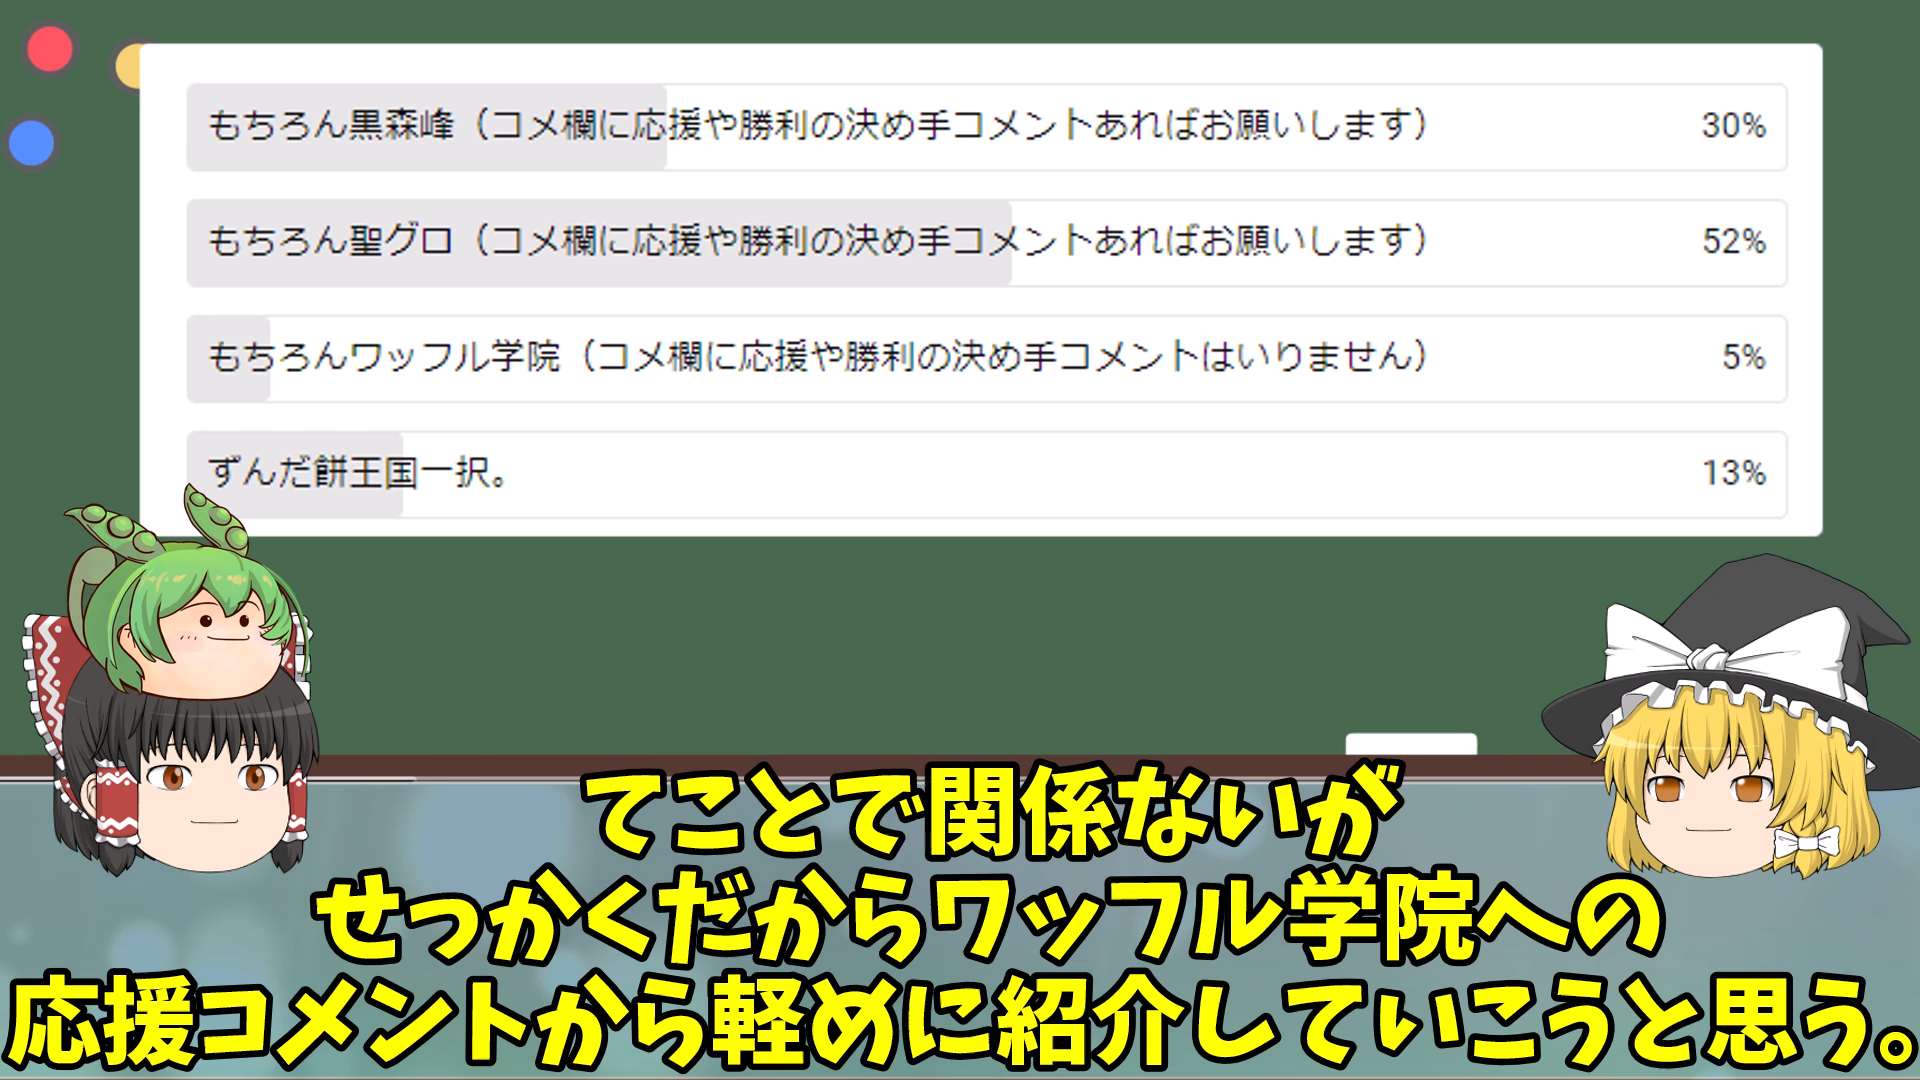 もちろん黒森峰（コメ欄に応援や勝利の決め手コメントあればお願いします） 30%
もちろん聖グロ（コメ欄に応援や勝利の決め手コメントあればお願いします） 52%
もちろんワッフル学院（コメ欄に応援や勝利の決め手コメントはいりません） 5%
ずんだ餅王国一択。 13%
てことで関係ないが
せっかくだからワッフル学院への
応援コメントから軽めに紹介していこうと思う。